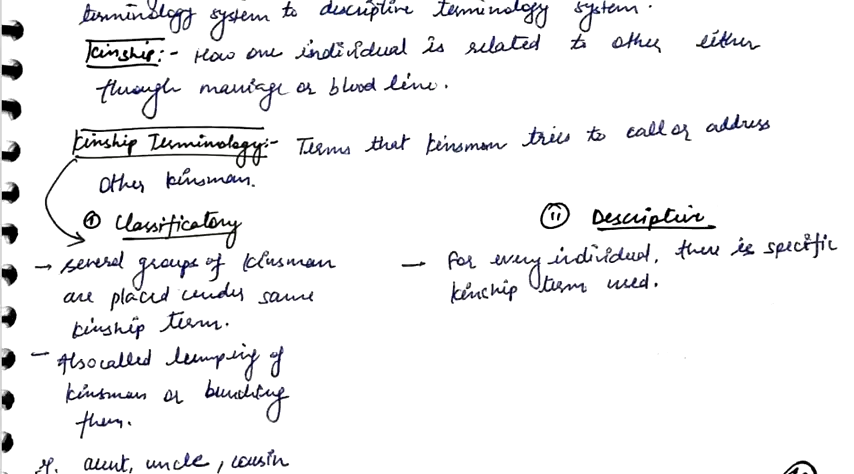 terminology system to descriptive terminology system.
Kinship:- How one individual is related to other either
through marriage or blood line.
Kinship Terminology:- Terms that kinsman tries to call or address
other kinsman.
(i) Classificatory
(ii) Descriptive
→ several groups of kinsman
are placed under same
kinship term.
— For every individual, there is specific
kinship term used.
— Also called lumping of
kinsman or bunching
them.
aunt, uncle, cousin